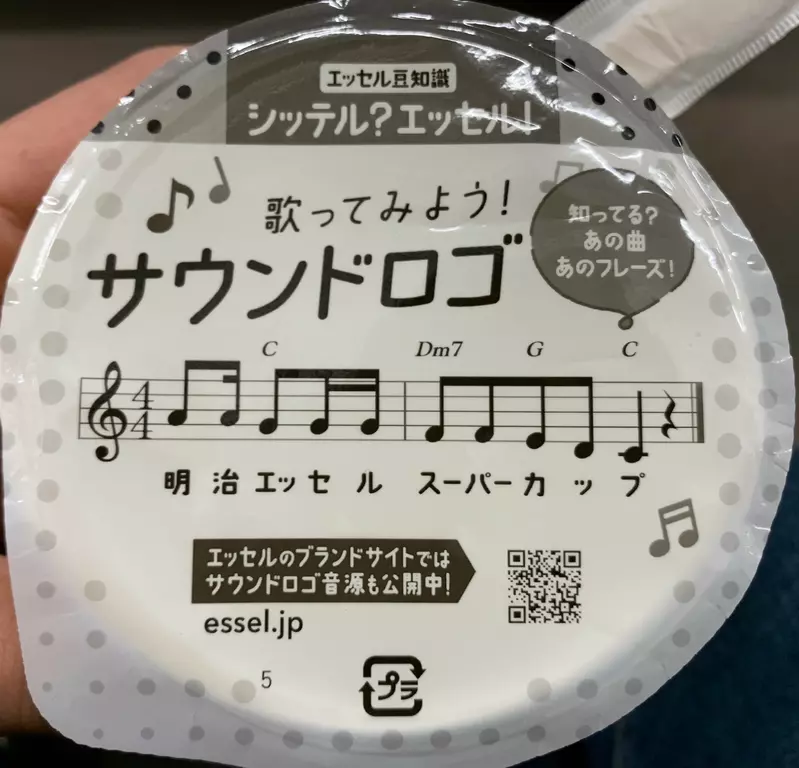 エッセル豆知識
シッテル?エッセル!
歌ってみよう!
サウンドロゴ
知ってる?
あの曲
あのフレーズ!
C Dm7 G C
4
4
明 治 エッ セ ル スーパー カ ッ プ
エッセルのブランドサイトでは
サウンドロゴ音源も公開中!
essel.jp
5
プラ